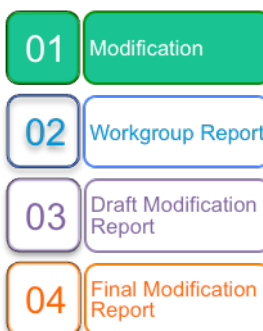 01 Modification
02 Workgroup Report
03 Draft Modification
Report
04 Final Modification
Report